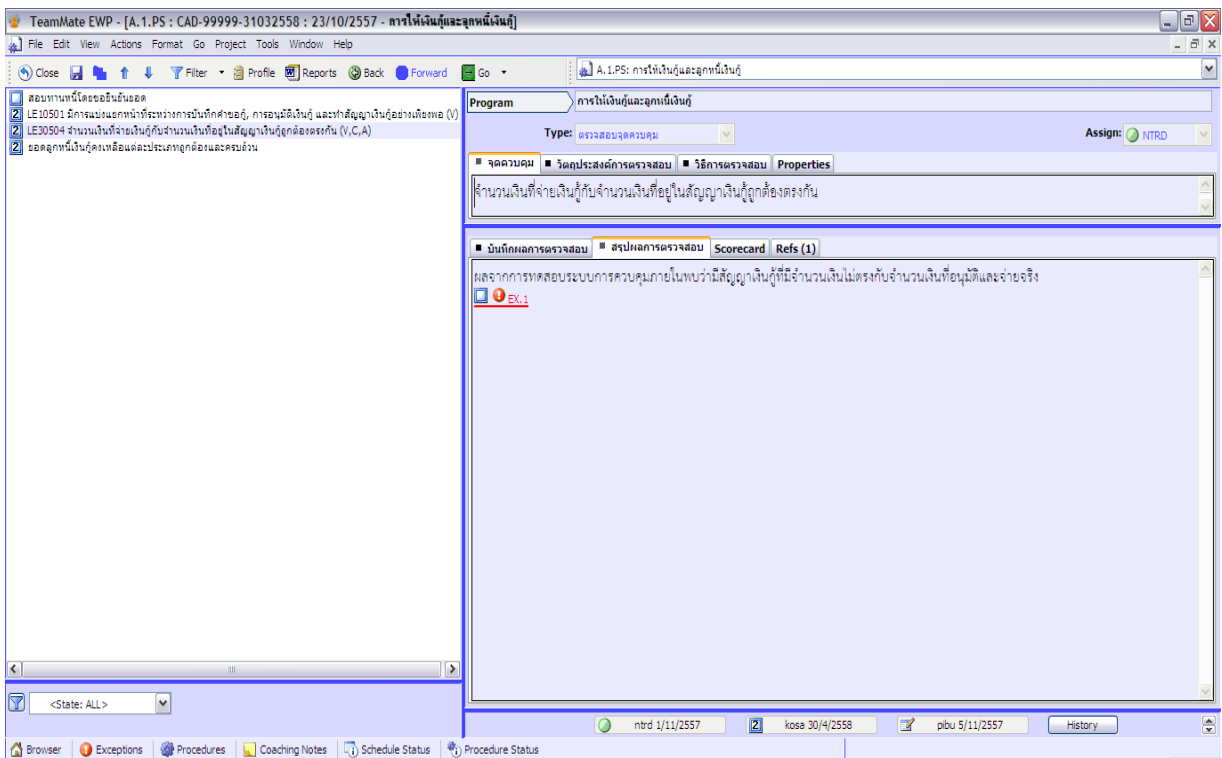 TeamMate EWP - [A.1.PS : CAD-99999-31032558 : 23/10/2557 - การให้เงินกู้และลูกหนี้เงินกู้]
File Edit View Actions Format Go Project Tools Window Help
Close Filter Profile Reports Back Forward Go A.1.PS: การให้เงินกู้และลูกหนี้เงินกู้
สอบทานหนี้โดยขอยืนยันยอด
2 LE10501 มีการแบ่งแยกหน้าที่ระหว่างการบันทึกคำขอกู้, การอนุมัติเงินกู้ และทำสัญญาเงินกู้อย่างเพียงพอ (V)
2 LE30504 จำนวนเงินที่จ่ายเงินกู้กับจำนวนเงินที่อยู่ในสัญญาเงินกู้ถูกต้องตรงกัน (V,C,A)
2 ยอดลูกหนี้เงินกู้คงเหลือแต่ละประเภทถูกต้องและครบถ้วน
Program การให้เงินกู้และลูกหนี้เงินกู้
Type: ตรวจสอบจุดควบคุม Assign: NTRD
จุดควบคุม วัตถุประสงค์การตรวจสอบ วิธีการตรวจสอบ Properties
จำนวนเงินที่จ่ายเงินกู้กับจำนวนเงินที่อยู่ในสัญญาเงินกู้ถูกต้องตรงกัน
บันทึกผลการตรวจสอบ สรุปผลการตรวจสอบ Scorecard Refs (1)
ผลจากการทดสอบระบบการควบคุมภายในพบว่ามีสัญญาเงินกู้ที่มีจำนวนเงินไม่ตรงกับจำนวนเงินที่อนุมัติและจ่ายจริง
EX.1
<State: ALL>
ntrd 1/11/2557 2 kosa 30/4/2558 pibu 5/11/2557 History
Browser Exceptions Procedures Coaching Notes Schedule Status Procedure Status